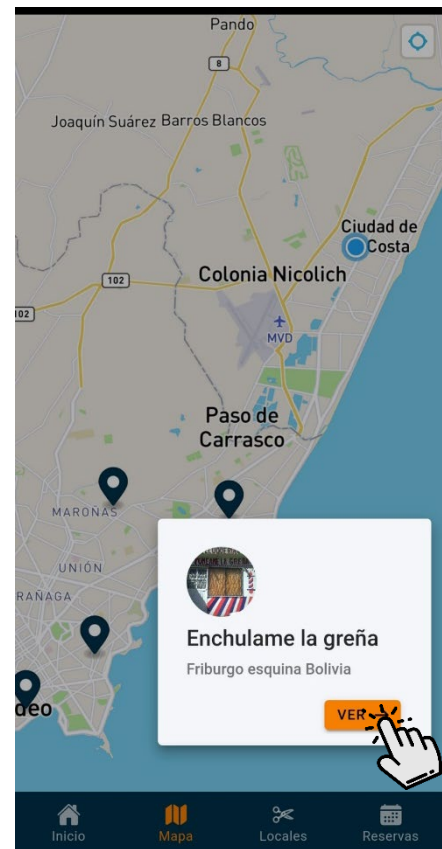 Pando
8
Joaquín Suárez Barros Blancos
Ciudad de
Costa
102
Colonia Nicolich
102
MVD
Paso de
Carrasco
MAROÑAS
UNIÓN
RAÑAGA
deo
Enchulame la greña
Friburgo esquina Bolivia
VER
Inicio
Mapa
Locales
Reservas